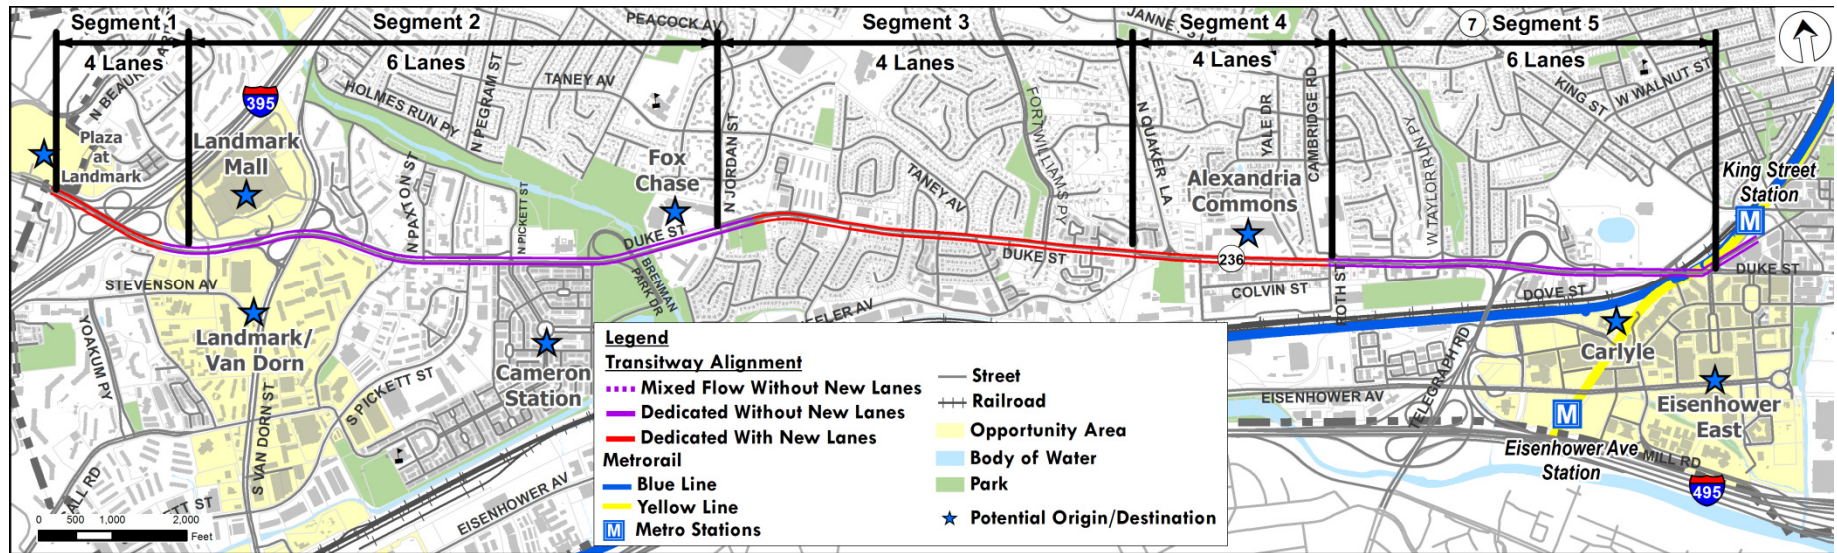 Segment 1
Segment 2
Segment 3
Segment 4
7 Segment 5
4 Lanes
6 Lanes
4 Lanes
4 Lanes
6 Lanes
PEACOCK AV
N BEAU
395
Plaza
at
Landmark
Landmark
Mall
HOLMES RUN PY
N PEGRAM ST
TANEY AV
N PAXTON ST
N PICKETT ST
Fox
Chase
N JORDAN ST
DUKE ST
BRENMAN
PARK DR
TANEY AV
FORT WILLIAMS PY
DUKE ST
N QUAKER LA
YALE DR
CAMBRIDGE RD
Alexandria
Commons
236
COLVIN ST
ROTH ST
W TAYLOR RUN PY
KING ST
W WALNUT ST
King Street
Station
M
DUKE ST
DOVE ST
STEVENSON AV
YOAKUM PY
Landmark/
Van Dorn
S VAN DORN ST
S PICKETT ST
Cameron
Station
EISENHOWER AV
TELEGRAPH RD
EISENHOWER AV
Carlyle
Eisenhower
East
M
Eisenhower Ave
Station
MILL RD
495
0 500 1,000 2,000
Feet
Legend
Transitway Alignment
Mixed Flow Without New Lanes
Dedicated Without New Lanes
Dedicated With New Lanes
Metrorail
Blue Line
Yellow Line
M Metro Stations
Street
Railroad
Opportunity Area
Body of Water
Park
Potential Origin/Destination